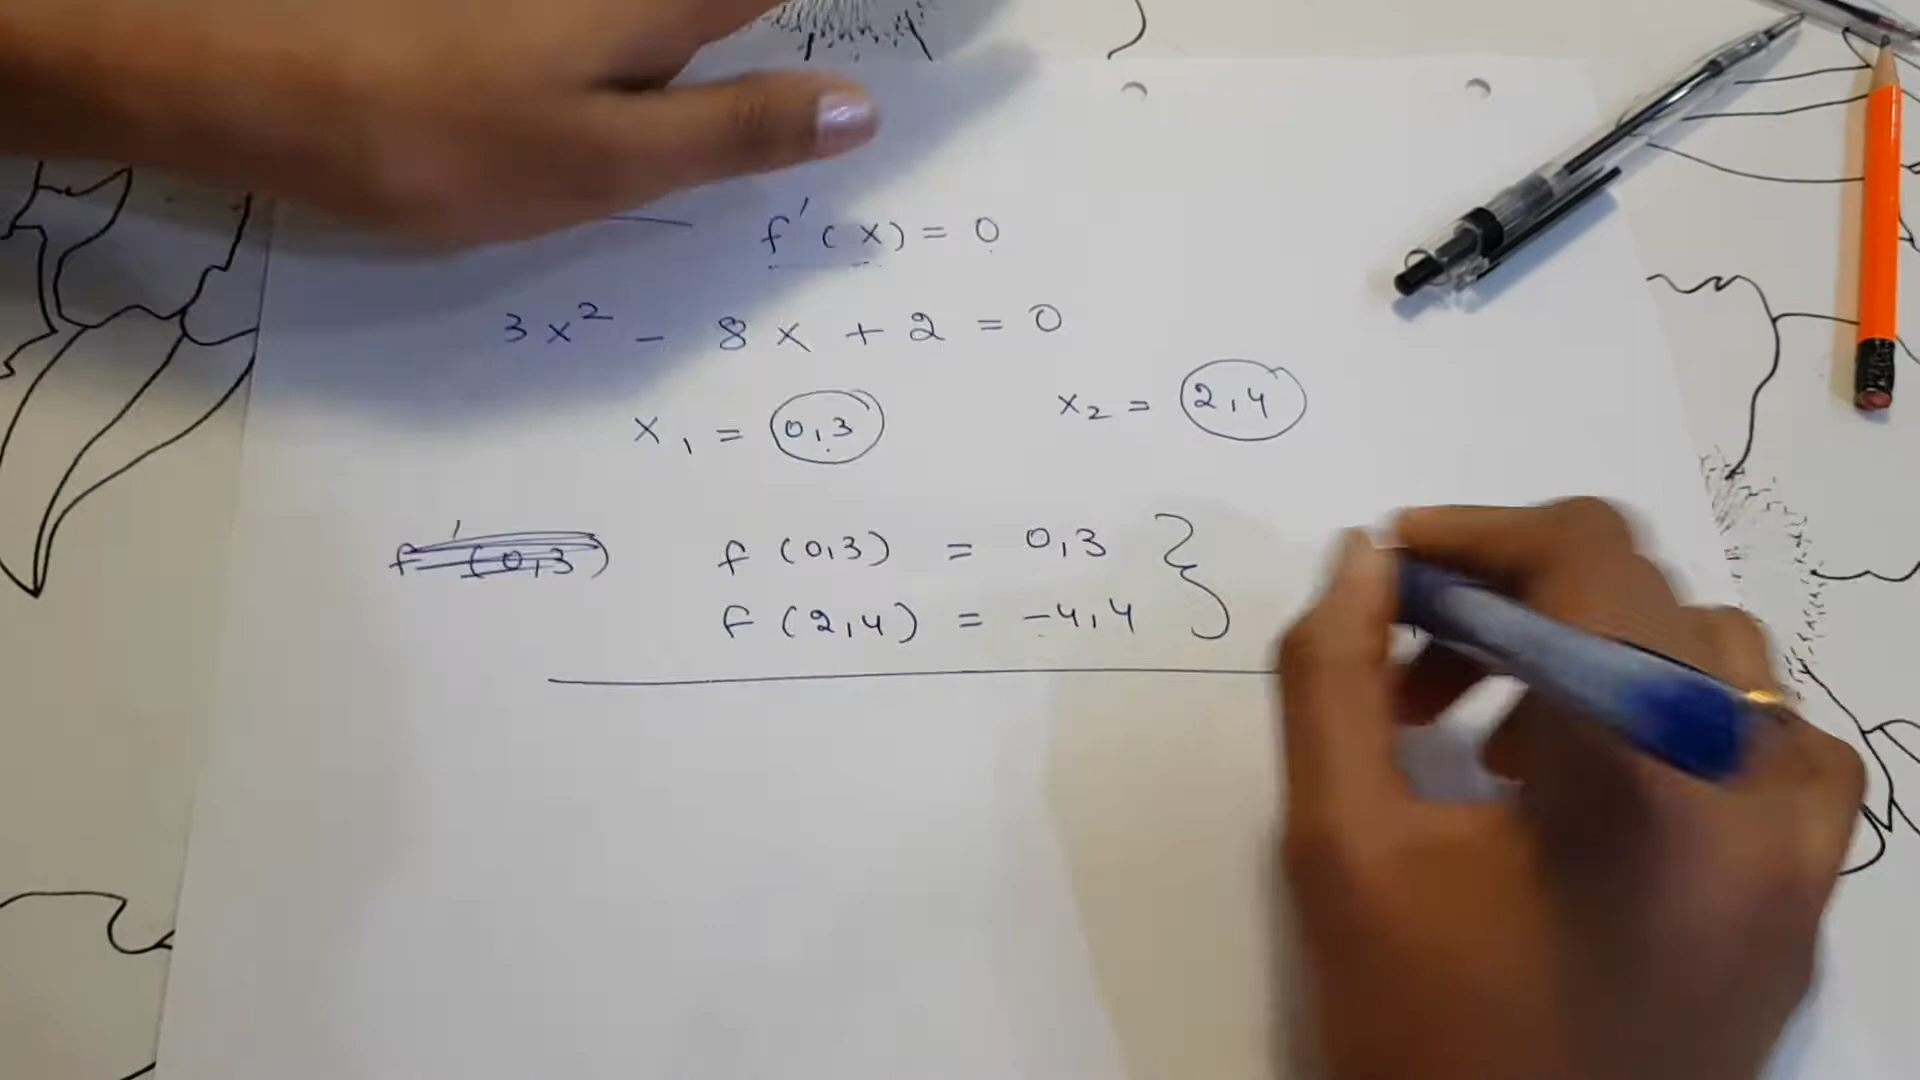 f'(x) = 0
3x² - 8x + 2 = 0
x₁ = 0,3 x₂ = 2,4
f'(0,3) f(0,3) = 0,3
f(2,4) = -4,4